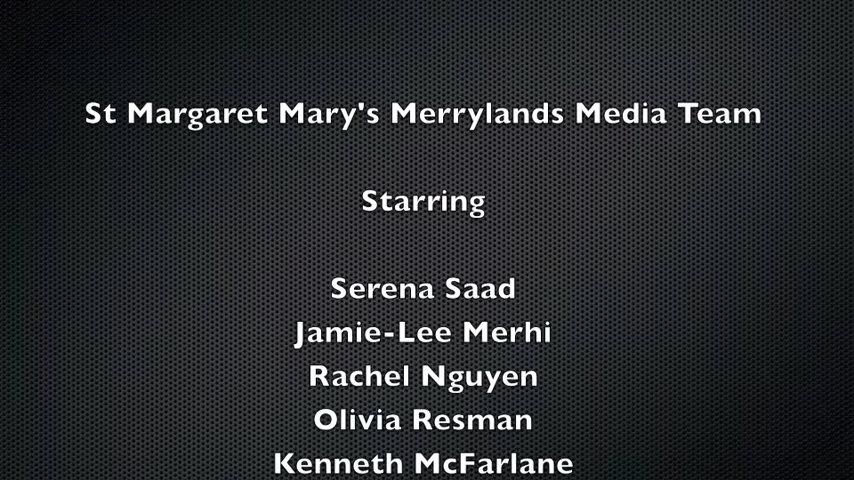 St Margaret Mary's Merrylands Media Team
Starring
Serena Saad
Jamie-Lee Merhi
Rachel Nguyen
Olivia Resman
Kenneth McFarlane